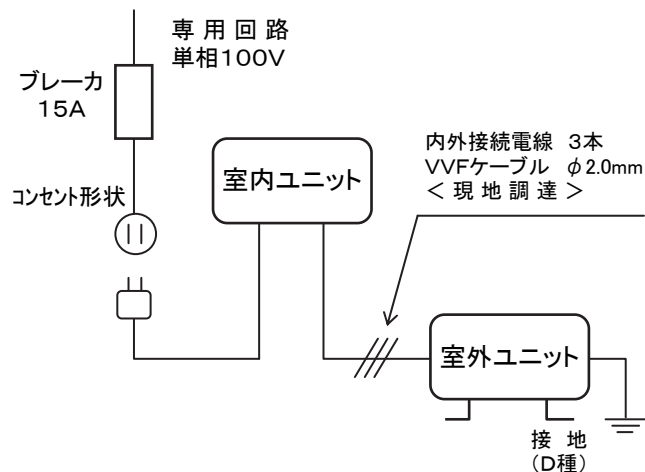 専用回路
単相100V
ブレーカ
15A
コンセント形状
室内ユニット
内外接続電線 3本
VVFケーブル φ2.0mm
＜現地調達＞
室外ユニット
接 地
(D種)